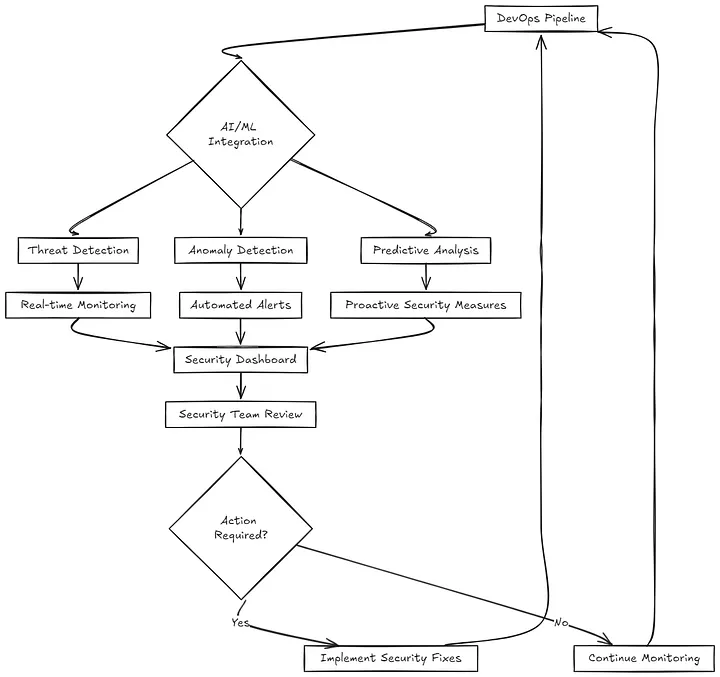 DevOps Pipeline
AI/ML
Integration
Threat Detection
Anomaly Detection
Predictive Analysis
Real-time Monitoring
Automated Alerts
Proactive Security Measures
Security Dashboard
Security Team Review
Action
Required?
Yes
No
Implement Security Fixes
Continue Monitoring